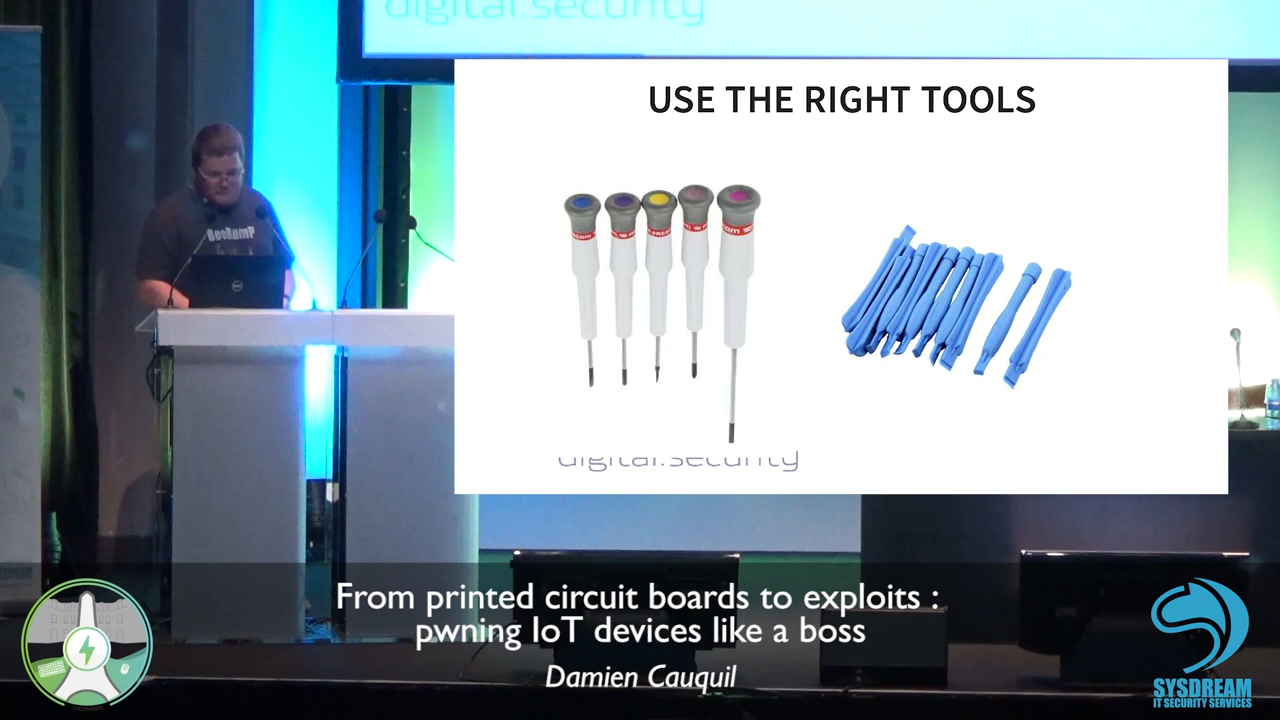 digital.security
USE THE RIGHT TOOLS
BeeRumP
digital.security
From printed circuit boards to exploits :
pwning IoT devices like a boss
Damien Cauquil
SYSDREAM
IT SECURITY SERVICES